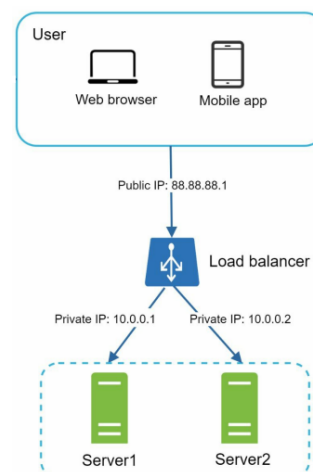 User
Web browser
Mobile app
Public IP: 88.88.88.1
Load balancer
Private IP: 10.0.0.1
Private IP: 10.0.0.2
Server1
Server2